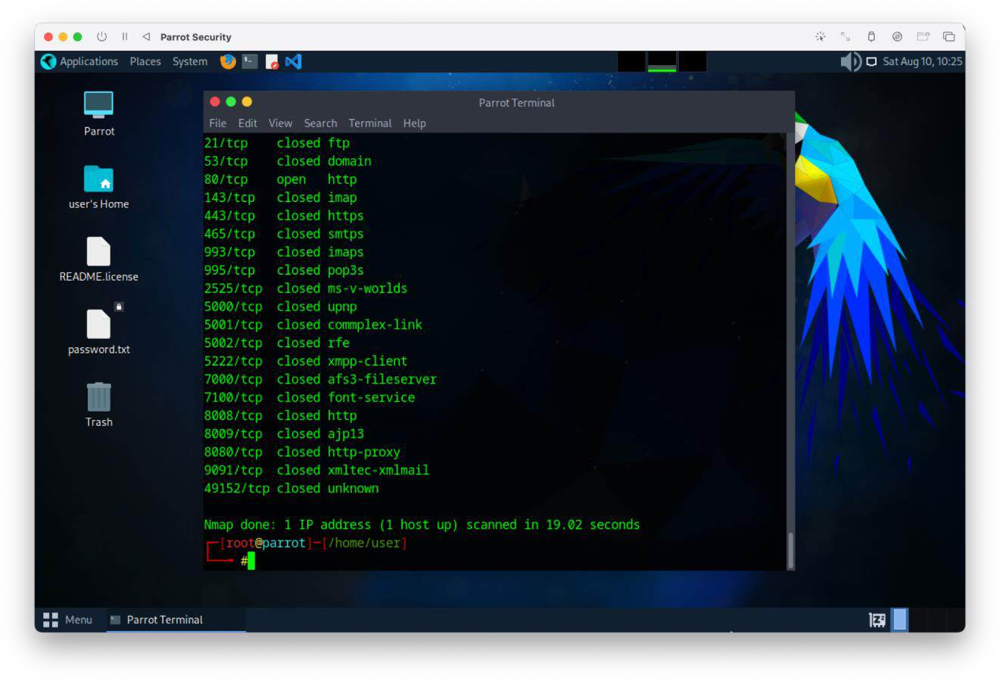 Parrot Security
Applications Places System
Sat Aug 10, 10:25
Parrot
user's Home
README.license
password.txt
Trash
Parrot Terminal
File Edit View Search Terminal Help
21/tcp    closed ftp
53/tcp    closed domain
80/tcp    open   http
143/tcp   closed imap
443/tcp   closed https
465/tcp   closed smtps
993/tcp   closed imaps
995/tcp   closed pop3s
2525/tcp  closed ms-v-worlds
5000/tcp  closed upnp
5001/tcp  closed commplex-link
5002/tcp  closed rfe
5222/tcp  closed xmpp-client
7000/tcp  closed afs3-fileserver
7100/tcp  closed font-service
8008/tcp  closed http
8009/tcp  closed ajp13
8080/tcp  closed http-proxy
9091/tcp  closed xmltec-xmlmail
49152/tcp closed unknown
Nmap done: 1 IP address (1 host up) scanned in 19.02 seconds
┌─[root@parrot]─[/home/user]
└──╼ #
Menu Parrot Terminal